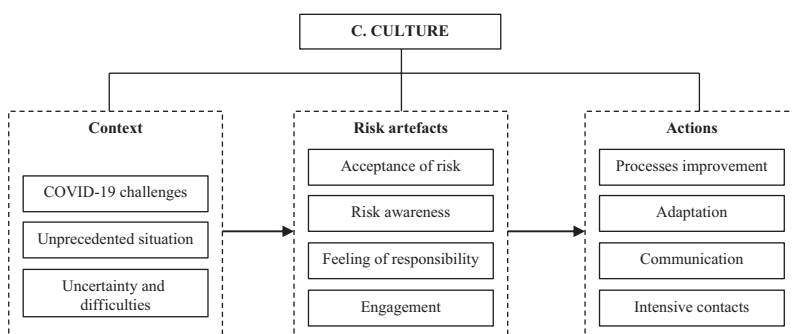 C. CULTURE
Context
COVID-19 challenges
Unprecedented situation
Uncertainty and
difficulties
Risk artefacts
Acceptance of risk
Risk awareness
Feeling of responsibility
Engagement
Actions
Processes improvement
Adaptation
Communication
Intensive contacts